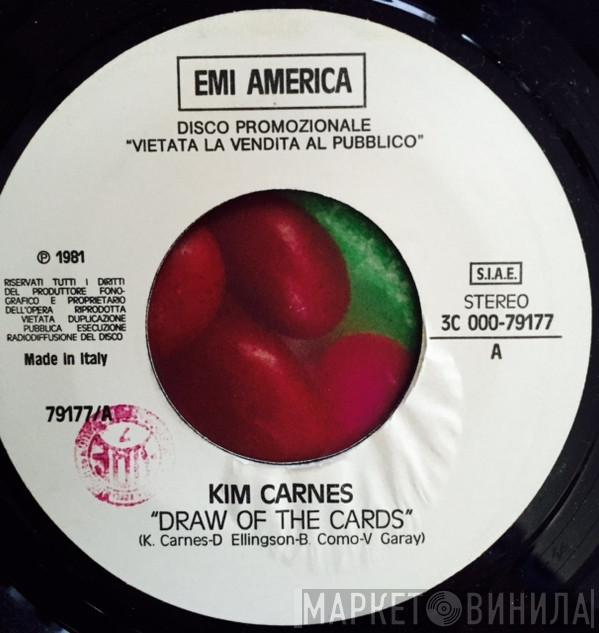 EMI AMERICA
DISCO PROMOZIONALE
"VIETATA LA VENDITA AL PUBBLICO"
℗ 1981
RISERVATI TUTTI I DIRITTI
DEL PRODUTTORE FONO-
GRAFICO E PROPRIETARIO
DELL'OPERA RIPRODOTTA
VIETATA DUPLICAZIONE
PUBBLICA ESECUZIONE
RADIODIFFUSIONE DEL DISCO
Made in Italy
S.I.A.E.
STEREO
3C 000-79177
A
79177/A
KIM CARNES
"DRAW OF THE CARDS"
(K. Carnes-D Ellingson-B. Como-V Garay)
МАРКЕТ ВИНИЛА